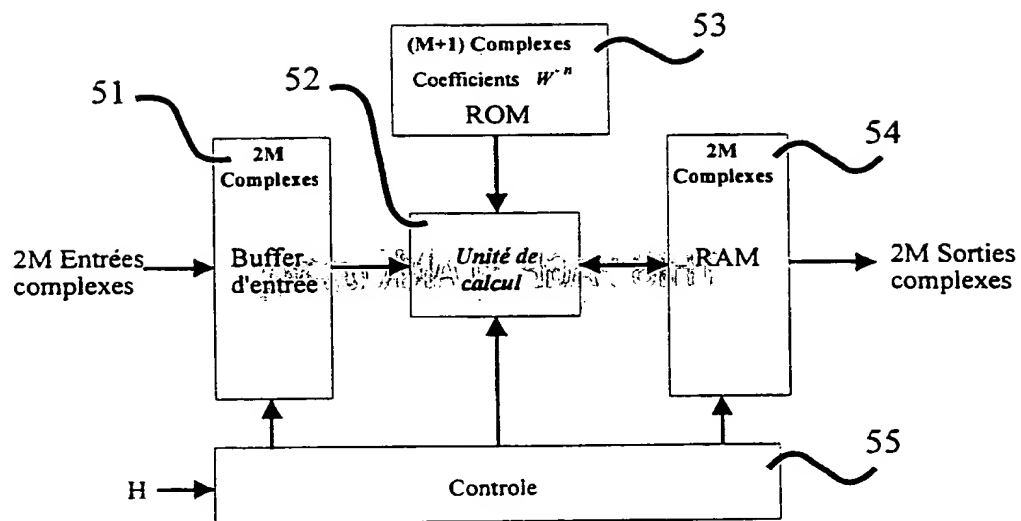 53
(M+1) Complexes
Coefficients W⁻ⁿ
ROM
51
52
54
2M
Complexes
2M
Complexes
2M Entrées
complexes
Buffer
d'entrée
Unité de
calcul
RAM
2M Sorties
complexes
55
H
Controle